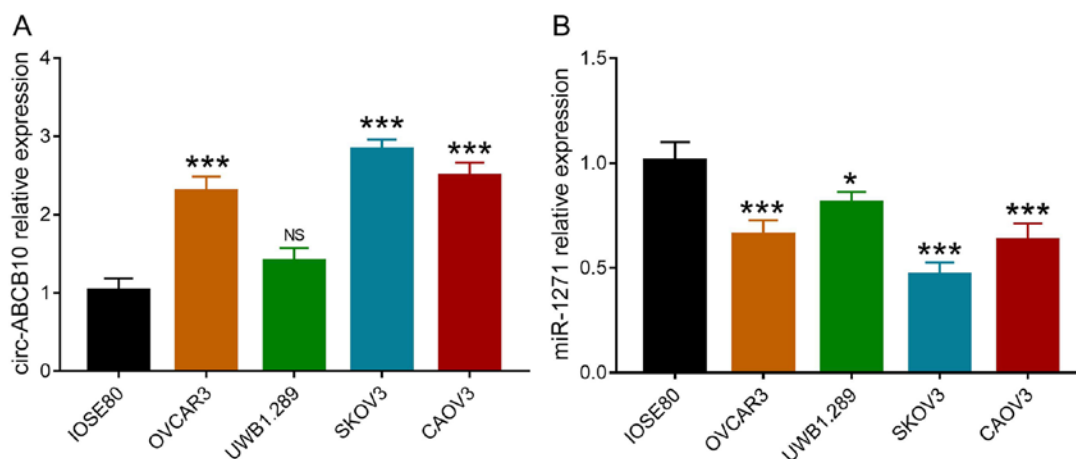 A
circ-ABCB10 relative expression
4
3
2
1
0
***
NS
***
***
IOSE80
OVCAR3
UWB1.289
SKOV3
CAOV3
B
miR-1271 relative expression
1.5
1.0
0.5
0.0
***
*
***
***
IOSE80
OVCAR3
UWB1.289
SKOV3
CAOV3